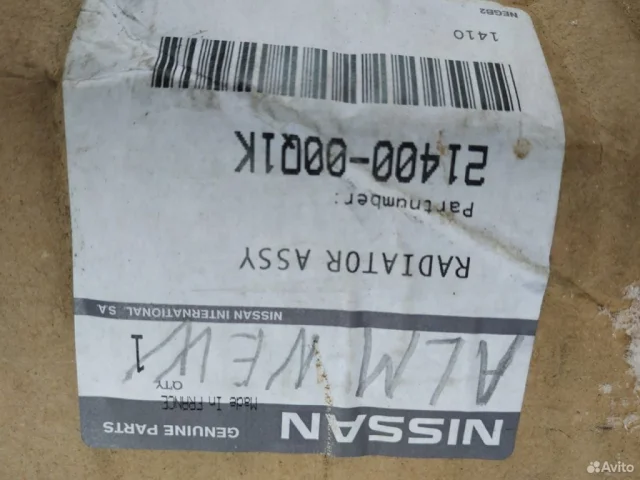 NISSAN GENUINE PARTS
Made In FRANCE
QTY
1
ALM NEW
NISSAN INTERNATIONAL SA
RADIATOR ASSY
Partnumber:
21400-00Q1K
1410
NEGB2
Avito